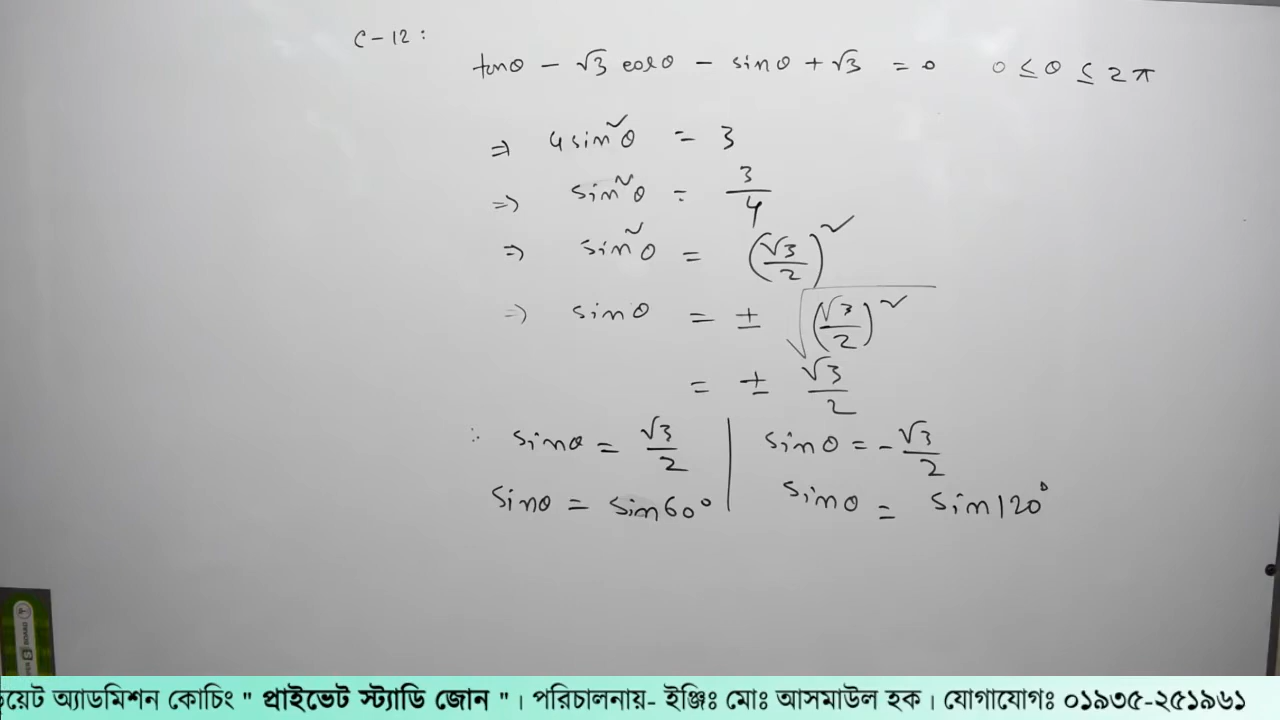 C-12:
tanθ - √3 cosθ - sinθ + √3 = 0   0 ≤ θ ≤ 2π
⇒ 4sin²θ = 3
⇒ sin²θ = 3/4
⇒ sin²θ = (√3/2)²
⇒ sinθ = ± √(√3/2)²
= ± √3/2
∴ sinθ = √3/2 | sinθ = -√3/2
sinθ = sin60° | sinθ = sin120°
অ্যাডমিশন কোচিং " প্রাইভেট স্ট্যাডি জোন " । পরিচালনায়- ইঞ্জিঃ মোঃ আসমাউল হক । যোগাযোগঃ ০১৯৩৫-২৫১৯৬১